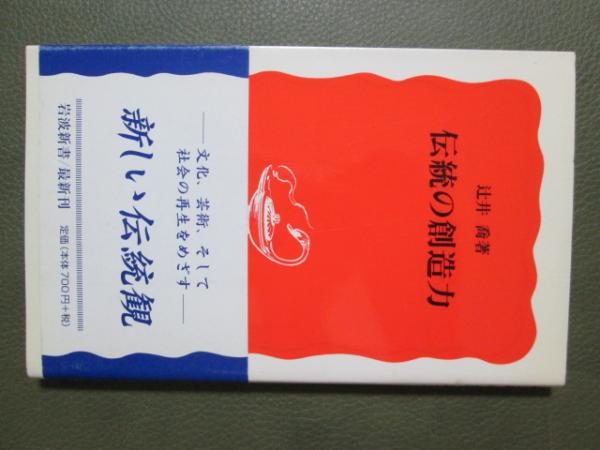 辻井 喬著
伝統の創造力
――文化、芸術、そして
社会の再生をめざす――
新しい伝統観
岩波新書/最新刊
定価(本体700円+税)